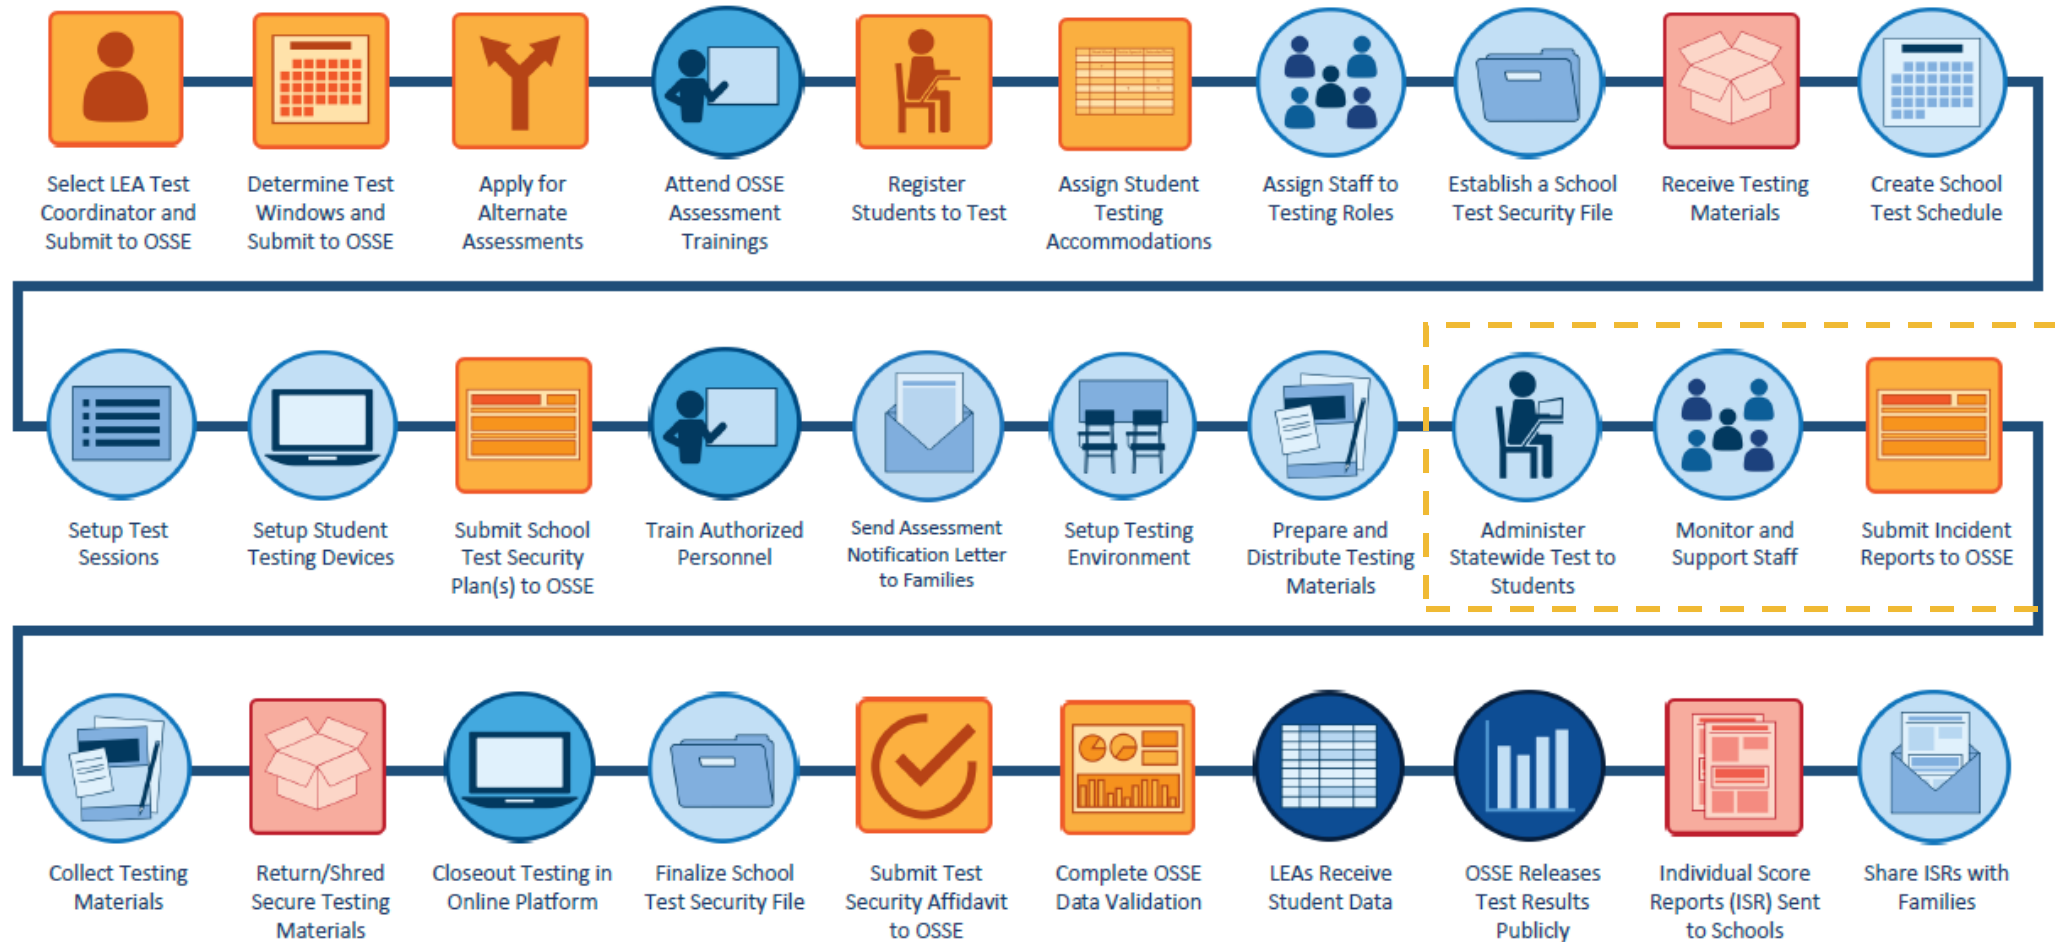 Select LEA Test
Coordinator and
Submit to OSSE
Determine Test
Windows and
Submit to OSSE
Apply for
Alternate
Assessments
Attend OSSE
Assessment
Trainings
Register
Students to Test
Assign Student
Testing
Accommodations
Assign Staff to
Testing Roles
Establish a School
Test Security File
Receive Testing
Materials
Create School
Test Schedule
Setup Test
Sessions
Setup Student
Testing Devices
Submit School
Test Security
Plan(s) to OSSE
Train Authorized
Personnel
Send Assessment
Notification Letter
to Families
Setup Testing
Environment
Prepare and
Distribute Testing
Materials
Administer
Statewide Test to
Students
Monitor and
Support Staff
Submit Incident
Reports to OSSE
Collect Testing
Materials
Return/Shred
Secure Testing
Materials
Closeout Testing in
Online Platform
Finalize School
Test Security File
Submit Test
Security Affidavit
to OSSE
Complete OSSE
Data Validation
LEAs Receive
Student Data
OSSE Releases
Test Results
Publicly
Individual Score
Reports (ISR) Sent
to Schools
Share ISRs with
Families